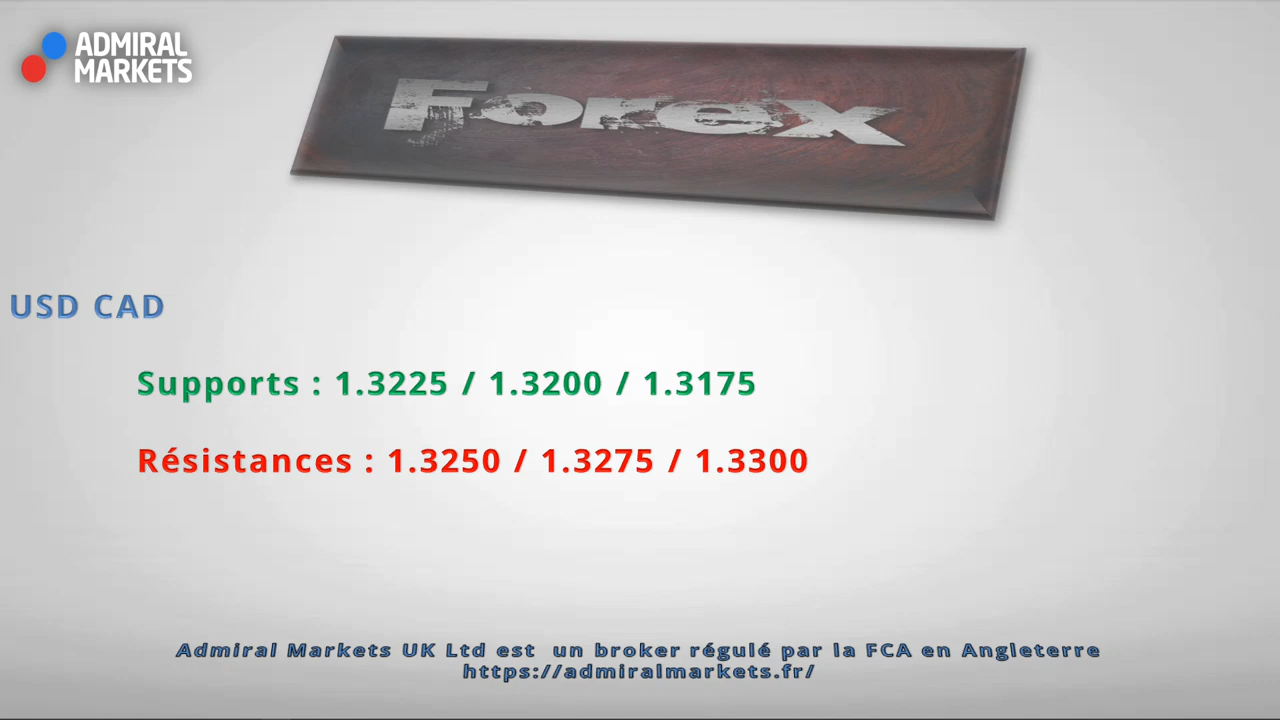 ADMIRAL
MARKETS
Forex
USD CAD
Supports : 1.3225 / 1.3200 / 1.3175
Résistances : 1.3250 / 1.3275 / 1.3300
Admiral Markets UK Ltd est un broker régulé par la FCA en Angleterre
https://admiralmarkets.fr/